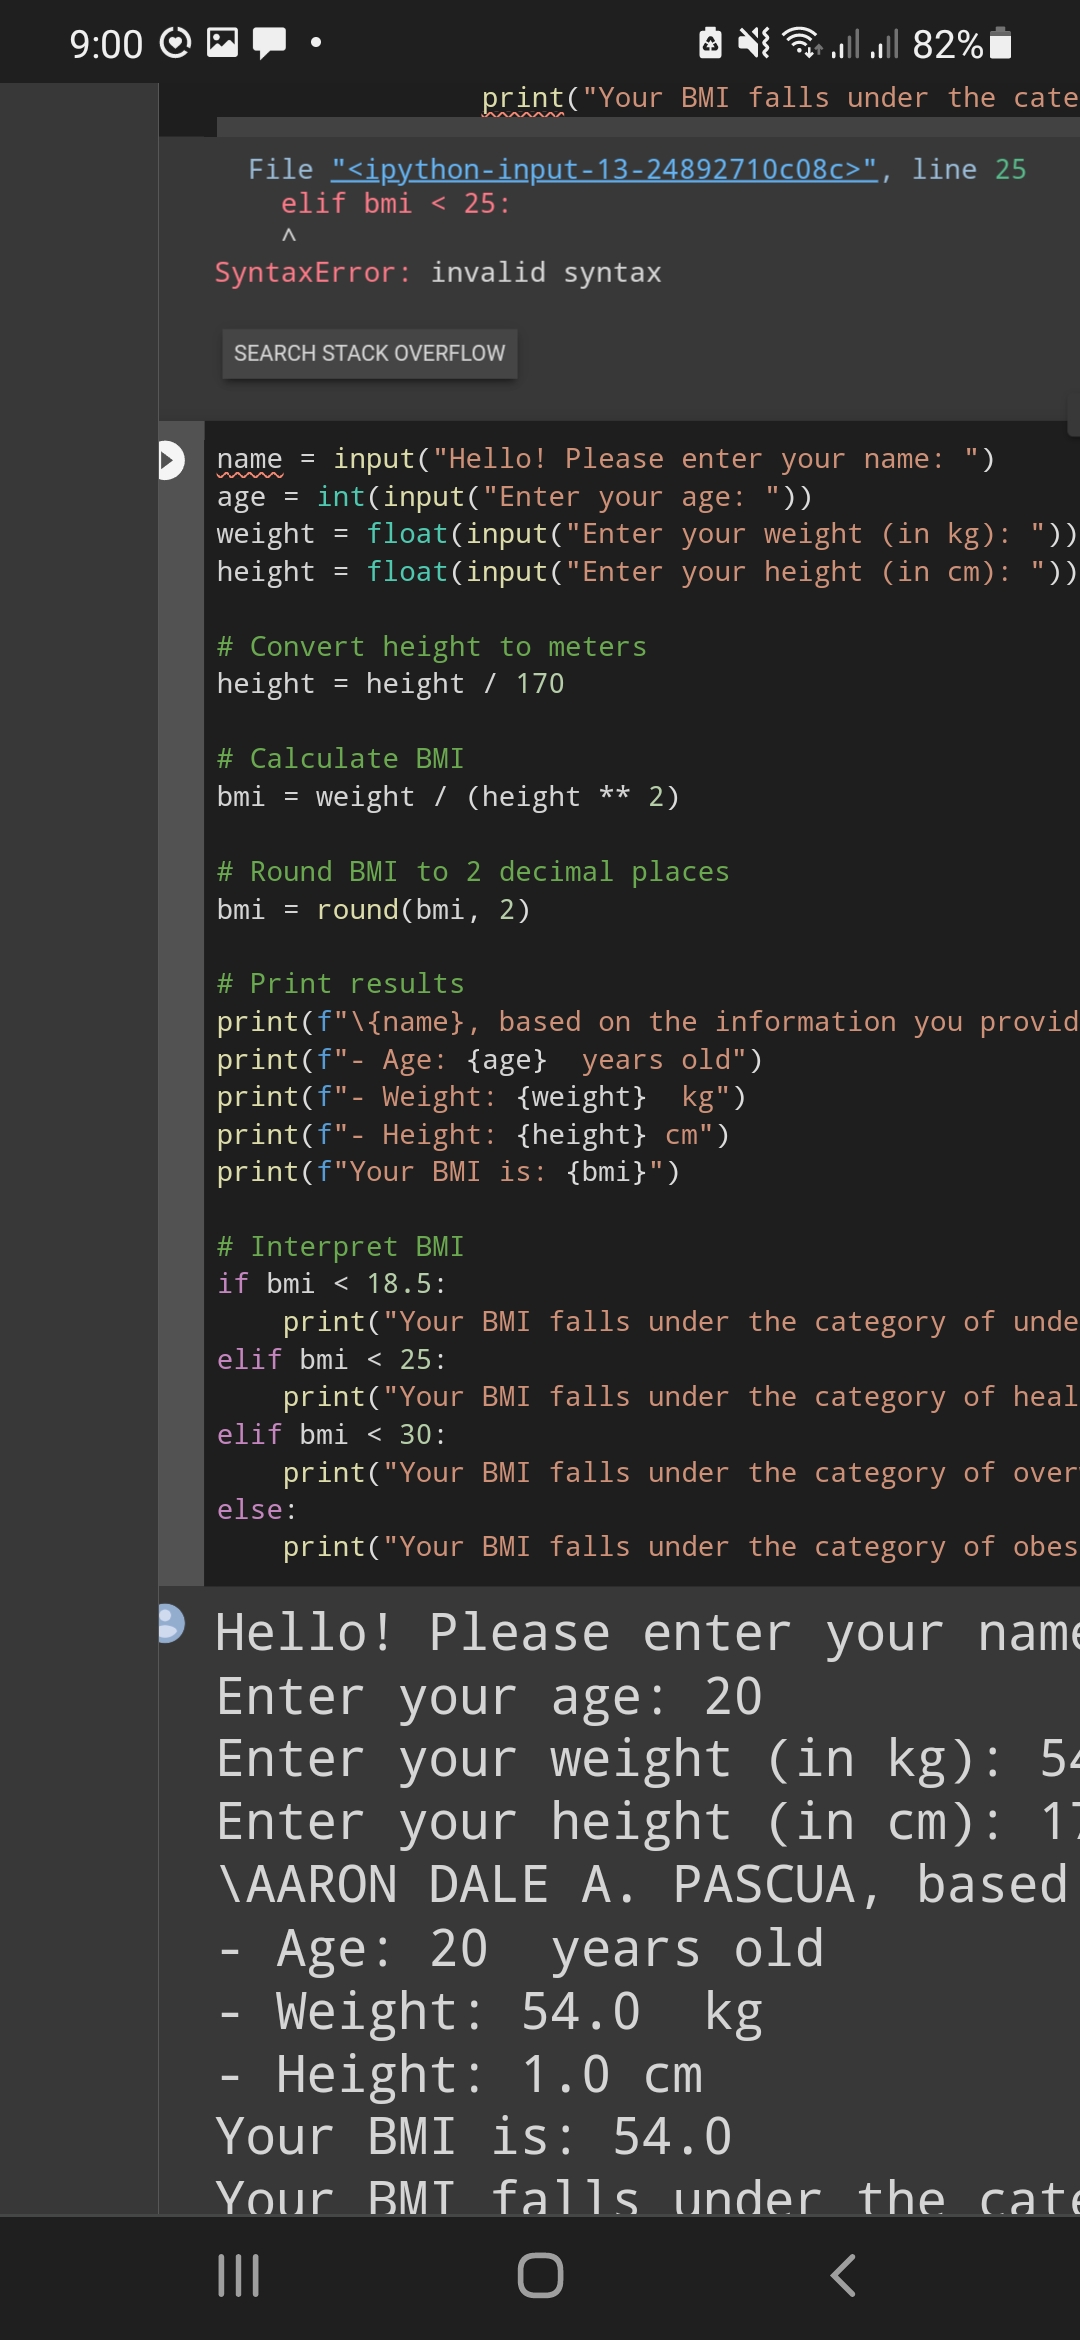 9:00
82%
print("Your BMI falls under the cate
File "<ipython-input-13-24892710c08c>", line 25
elif bmi < 25:
^
SyntaxError: invalid syntax
SEARCH STACK OVERFLOW
name = input("Hello! Please enter your name: ")
age = int(input("Enter your age: "))
weight = float(input("Enter your weight (in kg): "))
height = float(input("Enter your height (in cm): "))
# Convert height to meters
height = height / 170
# Calculate BMI
bmi = weight / (height ** 2)
# Round BMI to 2 decimal places
bmi = round(bmi, 2)
# Print results
print(f"\{name}, based on the information you provid
print(f"- Age: {age}  years old")
print(f"- Weight: {weight}  kg")
print(f"- Height: {height} cm")
print(f"Your BMI is: {bmi}")
# Interpret BMI
if bmi < 18.5:
    print("Your BMI falls under the category of unde
elif bmi < 25:
    print("Your BMI falls under the category of heal
elif bmi < 30:
    print("Your BMI falls under the category of over
else:
    print("Your BMI falls under the category of obes
Hello! Please enter your name
Enter your age: 20
Enter your weight (in kg): 54
Enter your height (in cm): 17
\AARON DALE A. PASCUA, based
- Age: 20  years old
- Weight: 54.0  kg
- Height: 1.0 cm
Your BMI is: 54.0
Your BMI falls under the cate